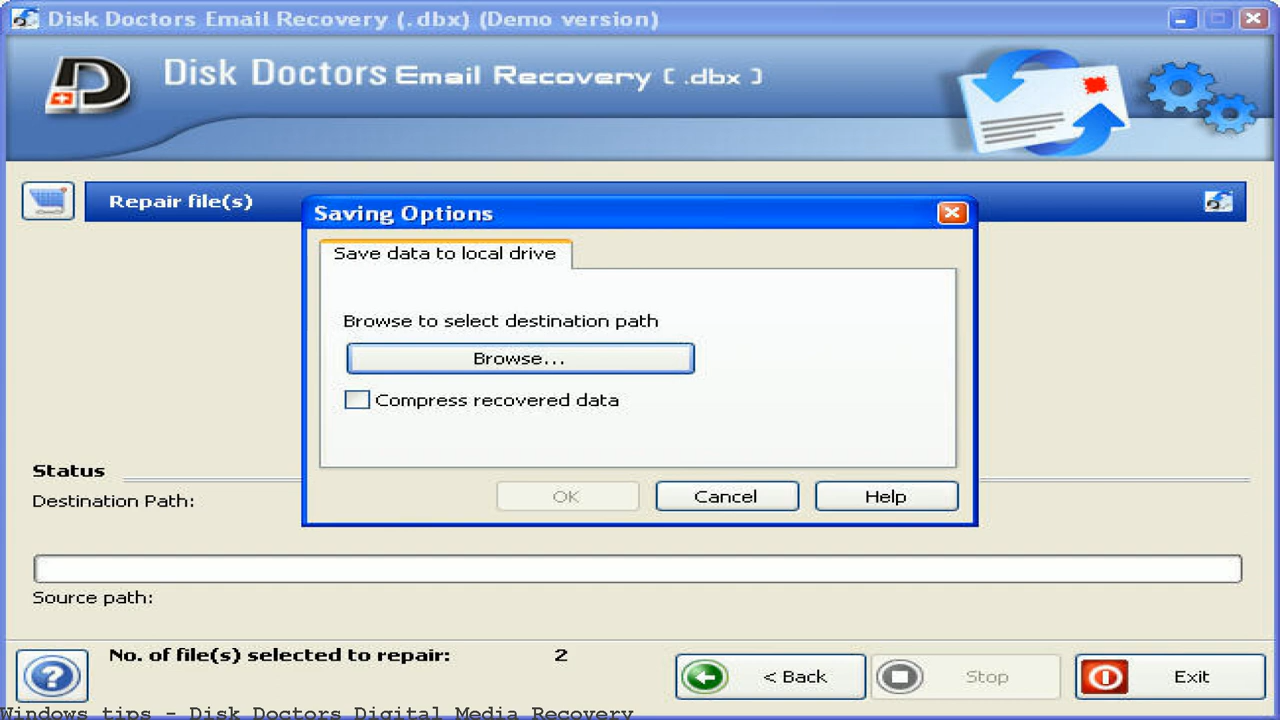 Disk Doctors Email Recovery (.dbx) (Demo version)
Disk Doctors Email Recovery ( .dbx )
Repair file(s)
Saving Options
Save data to local drive
Browse to select destination path
Browse...
Compress recovered data
OK Cancel Help
Status
Destination Path:
Source path:
No. of file(s) selected to repair: 2
< Back Stop Exit
Windows tips - Disk Doctors Digital Media Recovery